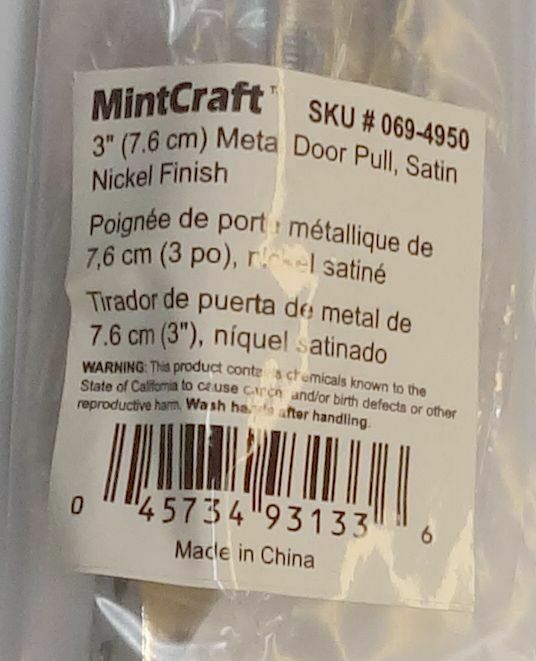 MintCraft™ SKU # 069-4950
3" (7.6 cm) Metal Door Pull, Satin
Nickel Finish
Poignée de porte métallique de
7,6 cm (3 po), nickel satiné
Tirador de puerta de metal de
7.6 cm (3"), níquel satinado
WARNING: This product contains chemicals known to the
State of California to cause cancer and/or birth defects or other
reproductive harm. Wash hands after handling.
0 45734 93133 6
Made in China